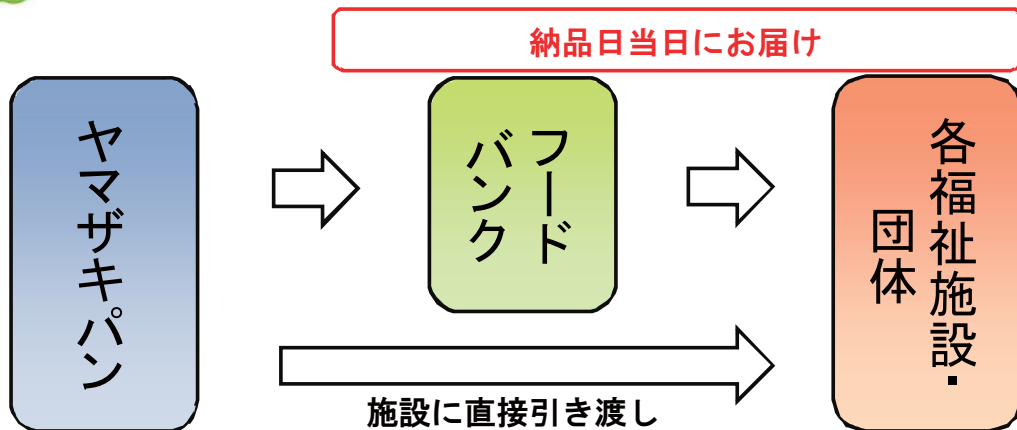 納品日当日にお届け
ヤマザキパン
フード
バンク
各福祉施設・
団体
施設に直接引き渡し